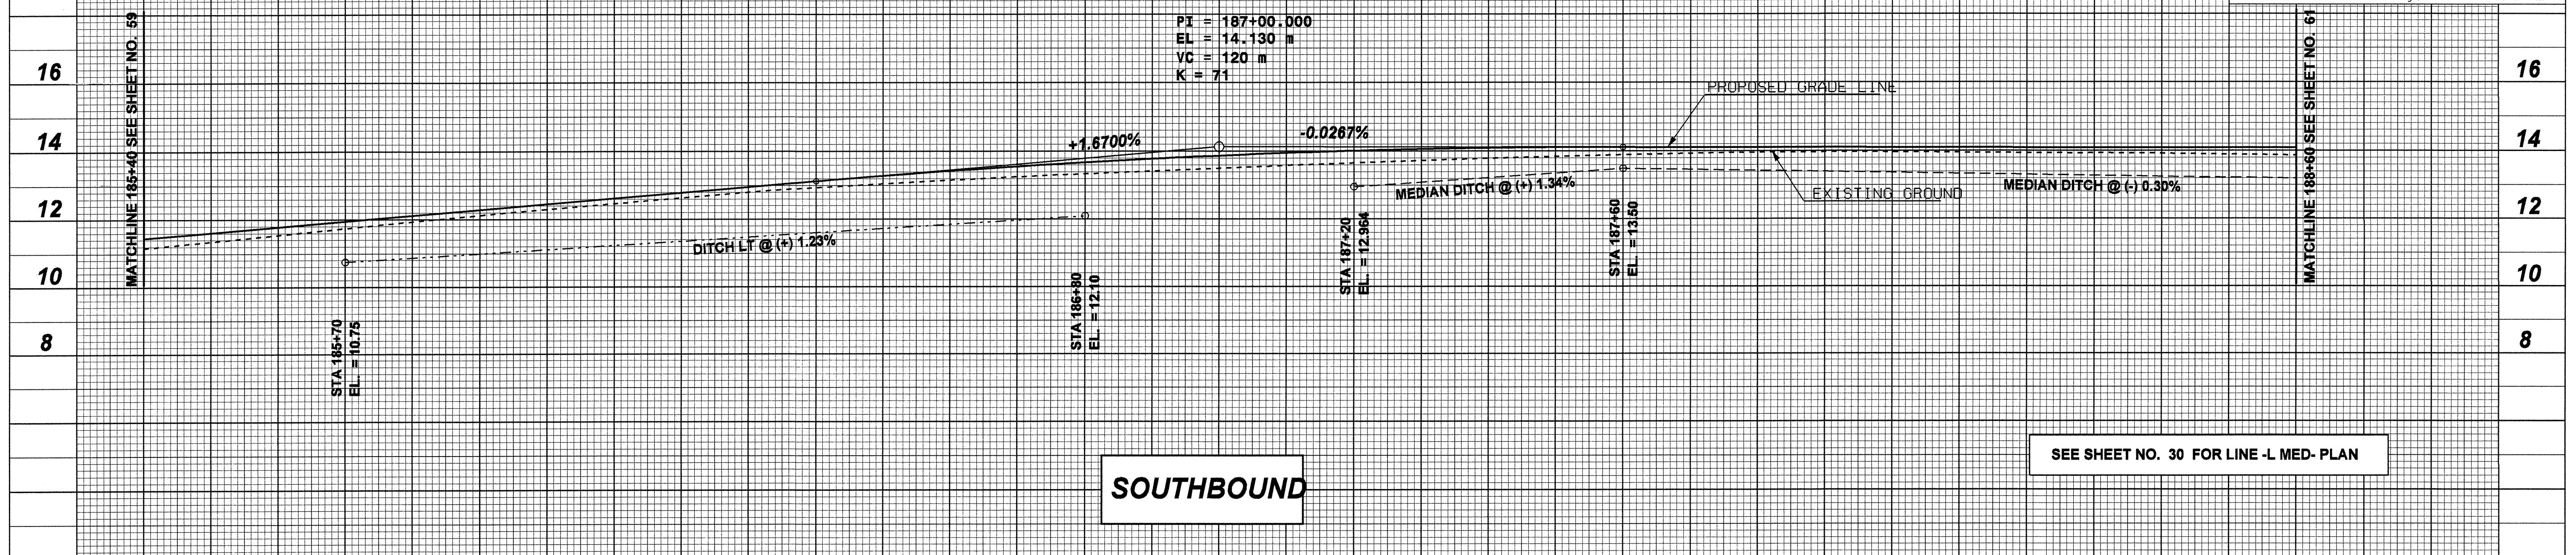 PI = 187+00.000
EL = 14.130 m
VC = 120 m
K = 71
MATCHLINE 185+40 SEE SHEET NO. 59
MATCHLINE 188+60 SEE SHEET NO. 61
16
16
PROPOSED GRADE LINE
14
+1.6700%
-0.0267%
14
MEDIAN DITCH @ (+) 1.34%
EXISTING GROUND
MEDIAN DITCH @ (-) 0.30%
12
12
DITCH LT @ (+) 1.23%
STA 187+20
EL. = 12.964
STA 187+60
EL. = 13.50
10
10
STA 186+80
EL. = 12.10
STA 185+70
EL. = 10.75
8
8
SEE SHEET NO. 30 FOR LINE -L MED- PLAN
SOUTHBOUND